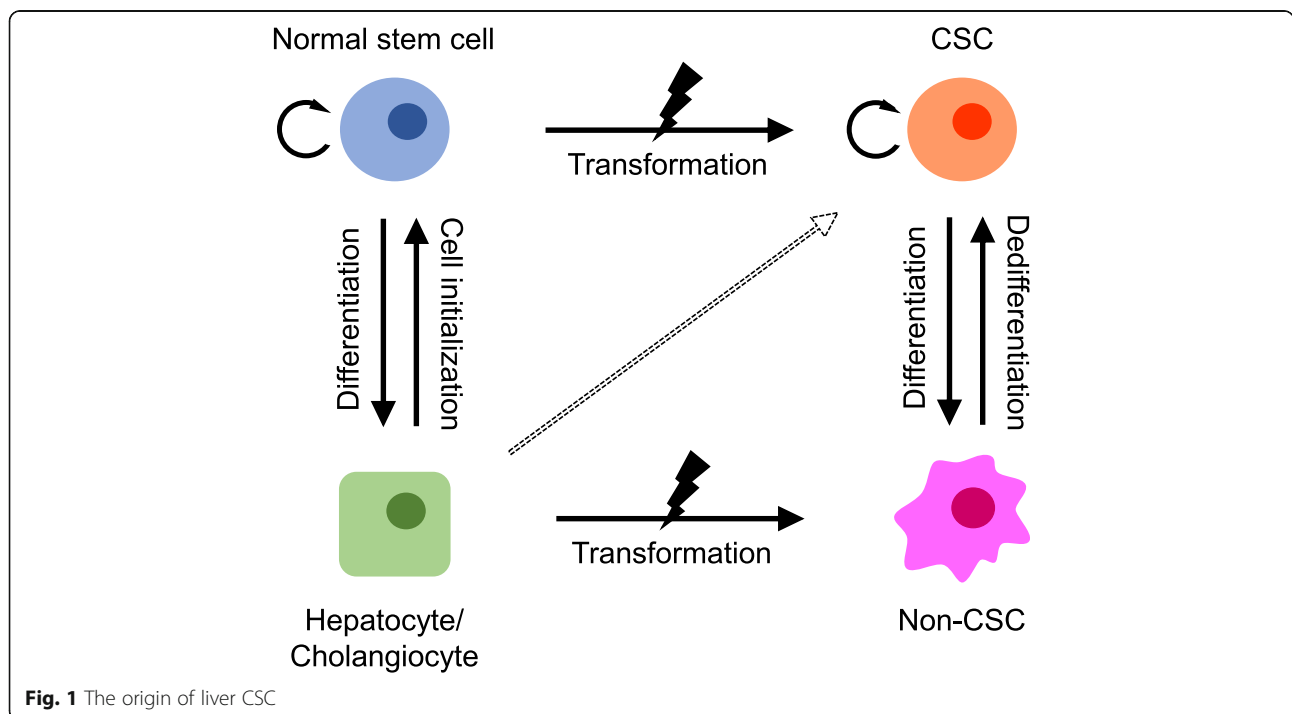 Normal stem cell
CSC
Transformation
Differentiation
Cell initialization
Differentiation
Dedifferentiation
Transformation
Hepatocyte/
Cholangiocyte
Non-CSC
Fig. 1 The origin of liver CSC